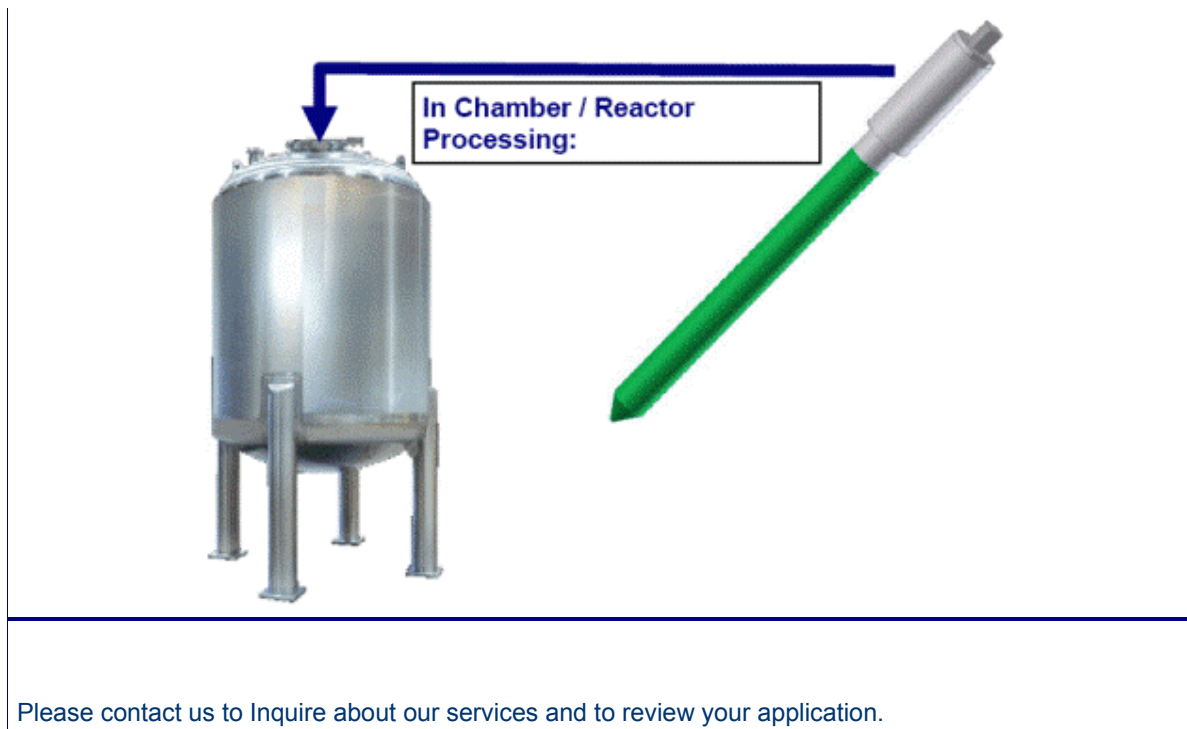 In Chamber / Reactor
Processing:
Please contact us to Inquire about our services and to review your application.